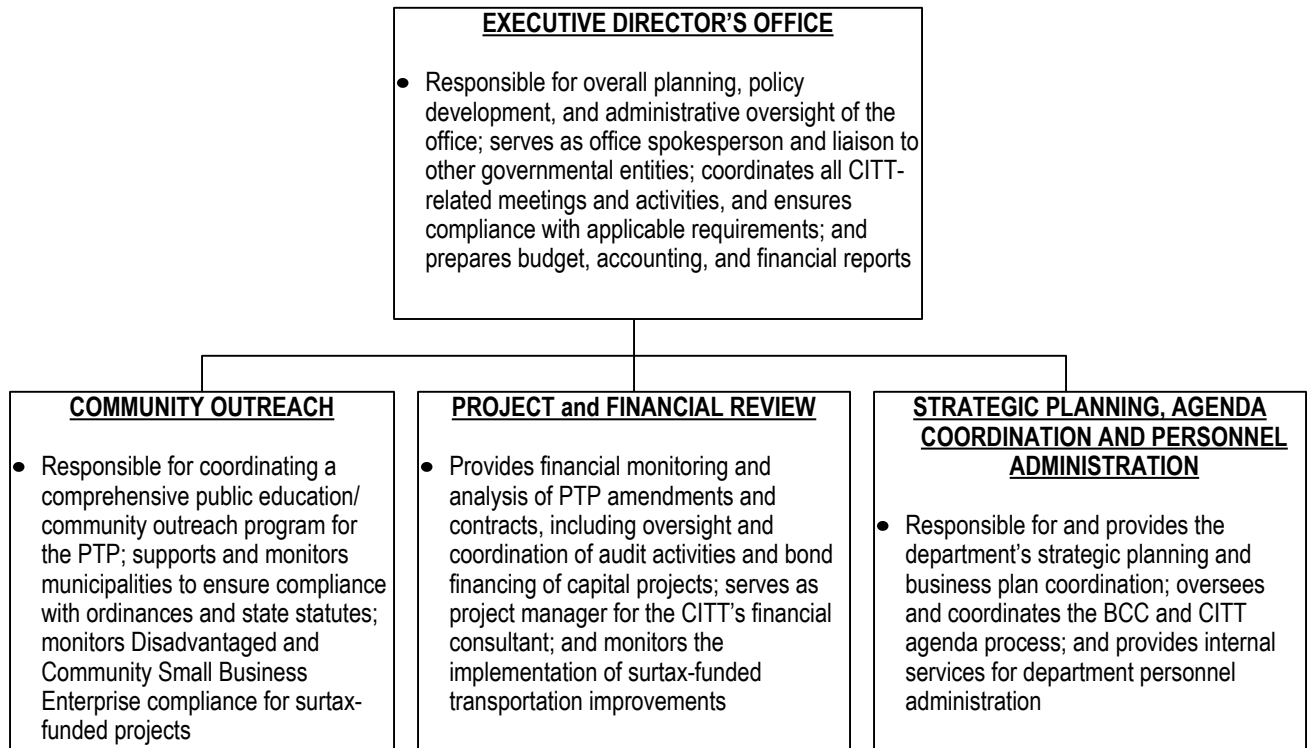 EXECUTIVE DIRECTOR’S OFFICE
• Responsible for overall planning, policy
development, and administrative oversight of the
office; serves as office spokesperson and liaison to
other governmental entities; coordinates all CITT-
related meetings and activities, and ensures
compliance with applicable requirements; and
prepares budget, accounting, and financial reports
COMMUNITY OUTREACH
• Responsible for coordinating a
comprehensive public education/
community outreach program for
the PTP; supports and monitors
municipalities to ensure compliance
with ordinances and state statutes;
monitors Disadvantaged and
Community Small Business
Enterprise compliance for surtax-
funded projects
PROJECT and FINANCIAL REVIEW
• Provides financial monitoring and
analysis of PTP amendments and
contracts, including oversight and
coordination of audit activities and bond
financing of capital projects; serves as
project manager for the CITT’s financial
consultant; and monitors the
implementation of surtax-funded
transportation improvements
STRATEGIC PLANNING, AGENDA
COORDINATION AND PERSONNEL
ADMINISTRATION
• Responsible for and provides the
department’s strategic planning and
business plan coordination; oversees
and coordinates the BCC and CITT
agenda process; and provides internal
services for department personnel
administration